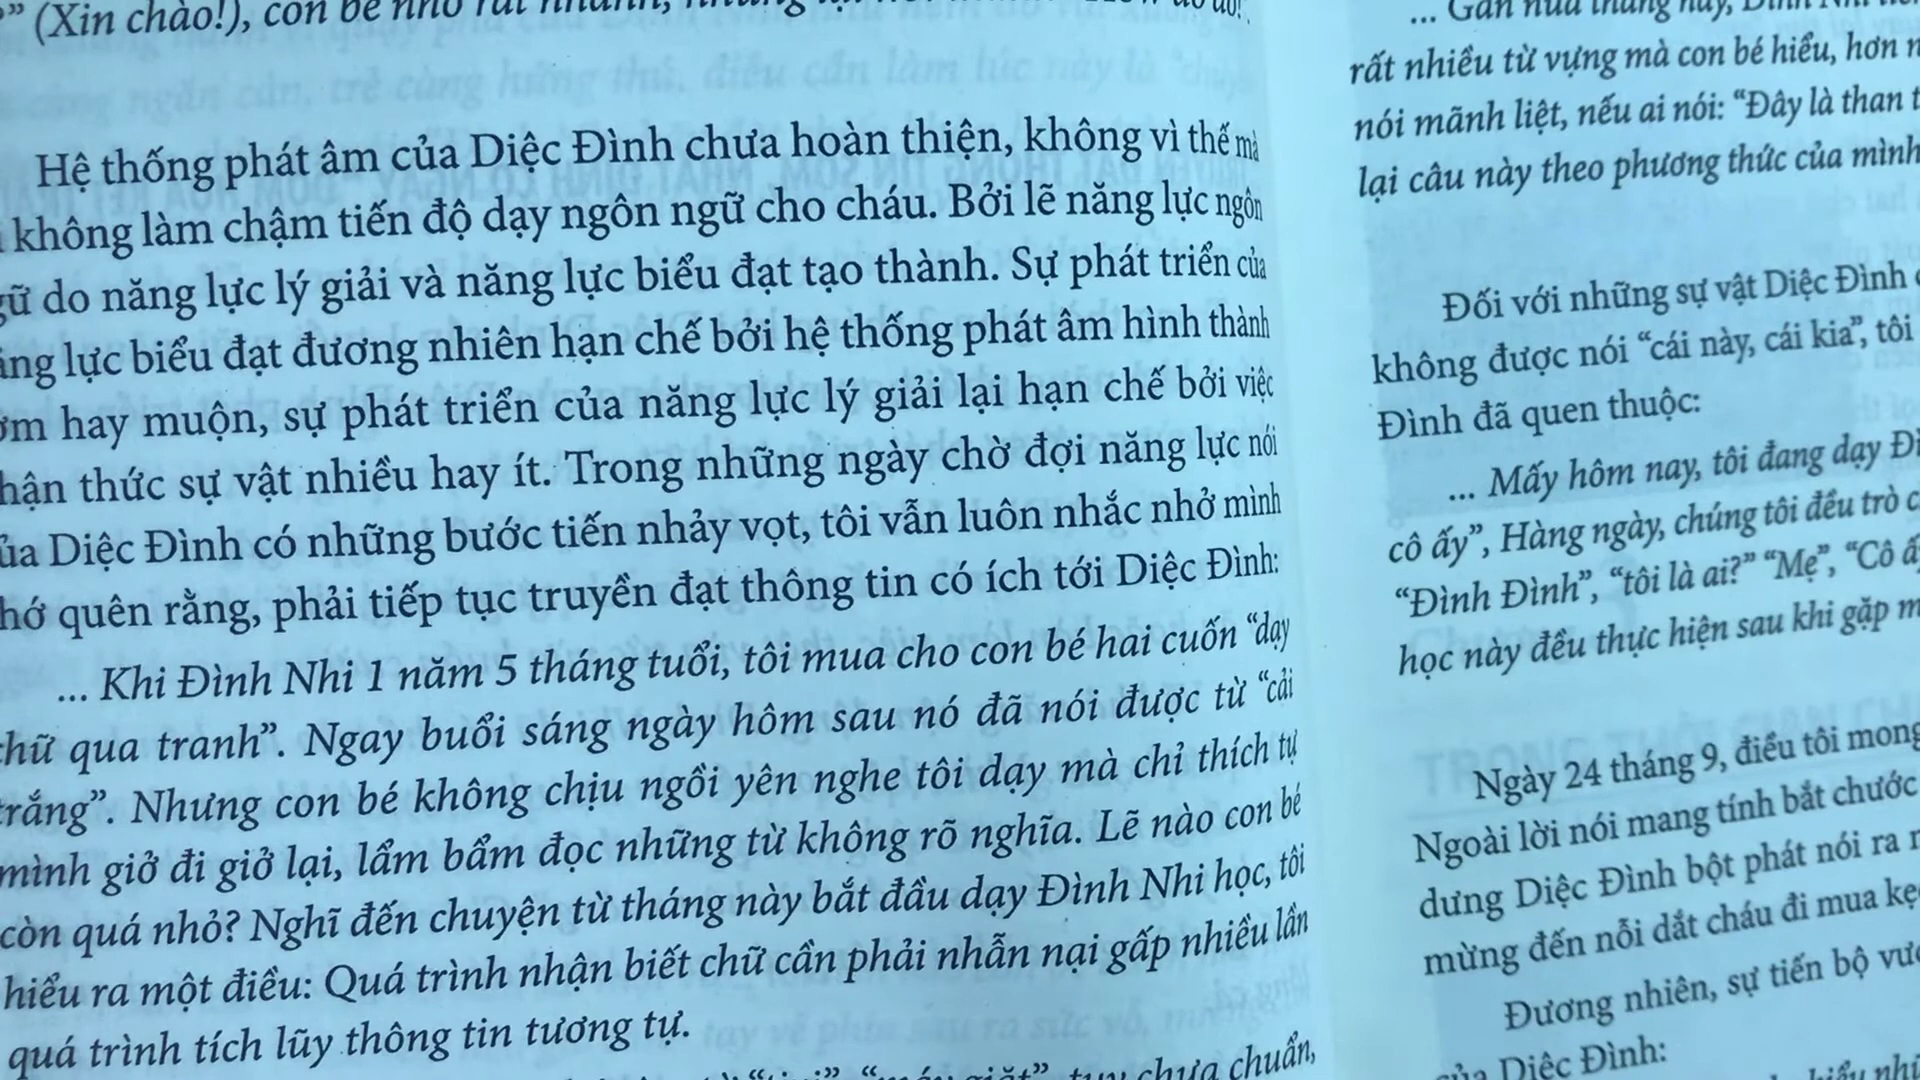 ” (Xin chào!), con bé nhớ rất nhanh, nhưng lại nói thành
Hệ thống phát âm của Diệc Đình chưa hoàn thiện, không vì thế mà
không làm chậm tiến độ dạy ngôn ngữ cho cháu. Bởi lẽ năng lực ngôn
do năng lực lý giải và năng lực biểu đạt tạo thành. Sự phát triển của
lực biểu đạt đương nhiên hạn chế bởi hệ thống phát âm hình thành
hay muộn, sự phát triển của năng lực lý giải lại hạn chế bởi việc
thức sự vật nhiều hay ít. Trong những ngày chờ đợi năng lực nói
Diệc Đình có những bước tiến nhảy vọt, tôi vẫn luôn nhắc nhở mình
quên rằng, phải tiếp tục truyền đạt thông tin có ích tới Diệc Đình:
... Khi Đình Nhi 1 năm 5 tháng tuổi, tôi mua cho con bé hai cuốn “dạy
chữ qua tranh”. Ngay buổi sáng ngày hôm sau nó đã nói được từ “cải
trắng”. Nhưng con bé không chịu ngồi yên nghe tôi dạy mà chỉ thích tự
mình giở đi giở lại, lẩm bẩm đọc những từ không rõ nghĩa. Lẽ nào con bé
còn quá nhỏ? Nghĩ đến chuyện từ tháng này bắt đầu dạy Đình Nhi học, tôi
hiểu ra một điều: Quá trình nhận biết chữ cần phải nhẫn nại gấp nhiều lần
quá trình tích lũy thông tin tương tự.
tuy chưa chuẩn,
... Gần nửa tháng nay,
rất nhiều từ vựng mà con bé hiểu, hơn
nói mãnh liệt, nếu ai nói: “Đây là than
lại câu này theo phương thức của mình
Đối với những sự vật Diệc Đình
không được nói “cái này, cái kia”, tôi
Đình đã quen thuộc:
... Mấy hôm nay, tôi đang dạy
cô ấy”, Hàng ngày, chúng tôi đều trò
“Đình Đình”, “tôi là ai?” “Mẹ”, “Cô
học này đều thực hiện sau khi gặp
Ngày 24 tháng 9, điều tôi mong
Ngoài lời nói mang tính bắt chước
dưng Diệc Đình bột phát nói ra
mừng đến nỗi dắt cháu đi mua
Đương nhiên, sự tiến bộ
của Diệc Đình: